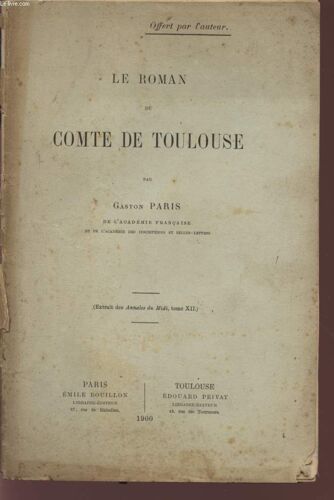 Offert par l'auteur.
LE ROMAN
DU
COMTE DE TOULOUSE
PAR
GASTON PARIS
DE L'ACADÉMIE FRANÇAISE
ET DE L'ACADÉMIE DES INSCRIPTIONS ET BELLES-LETTRES
(Extrait des Annales du Midi, tome XII.)
PARIS
ÉMILE BOUILLON
LIBRAIRE-ÉDITEUR
rue de Richelieu.
TOULOUSE
ÉDOUARD PRIVAT
LIBRAIRE-ÉDITEUR
rue des Tourneurs
1900